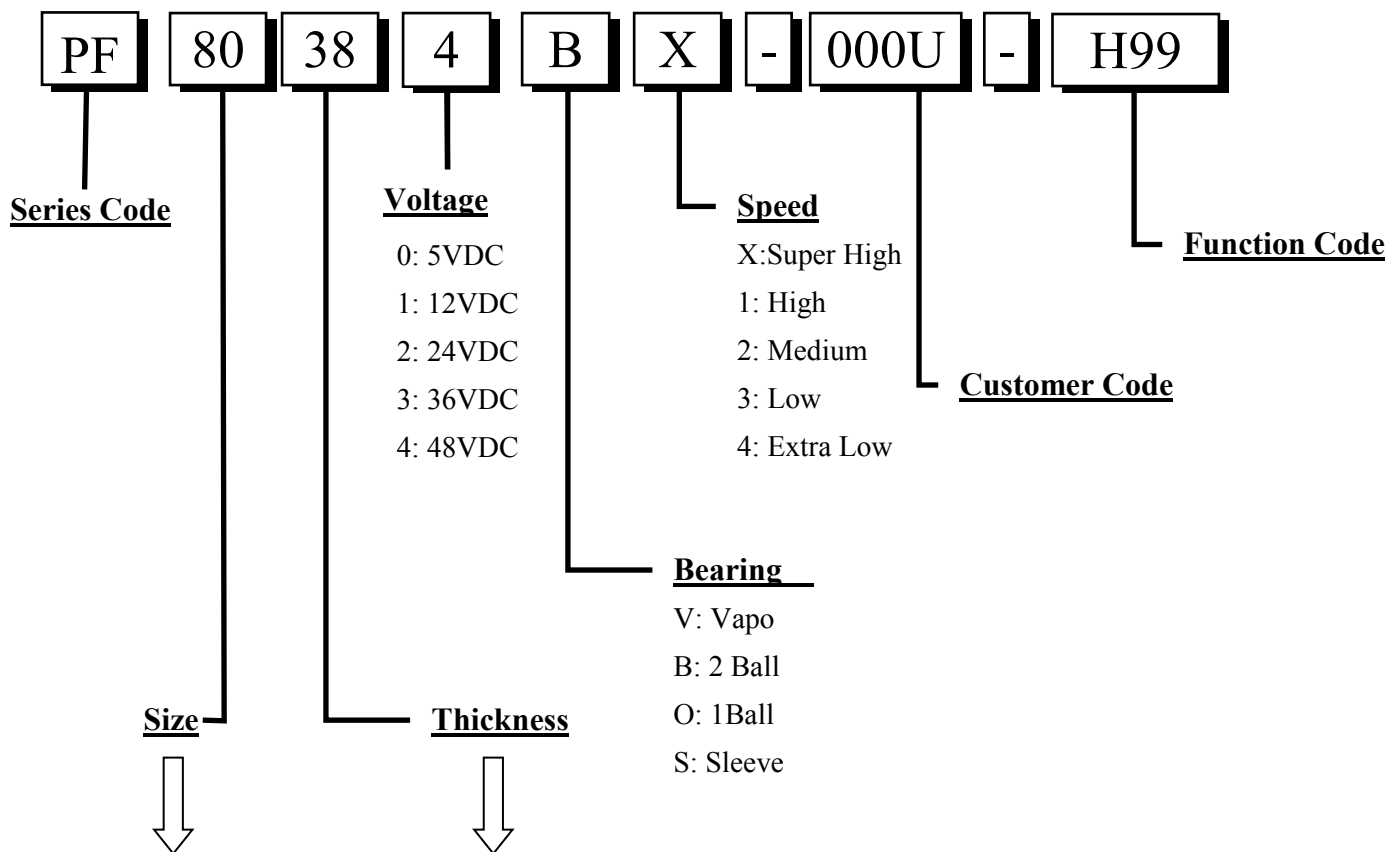 PF 80 38 4 B X - 000U - H99
Series Code
Voltage
0: 5VDC
1: 12VDC
2: 24VDC
3: 36VDC
4: 48VDC
Speed
X:Super High
1: High
2: Medium
3: Low
4: Extra Low
Function Code
Customer Code
Bearing
V: Vapo
B: 2 Ball
O: 1Ball
S: Sleeve
Size
Thickness